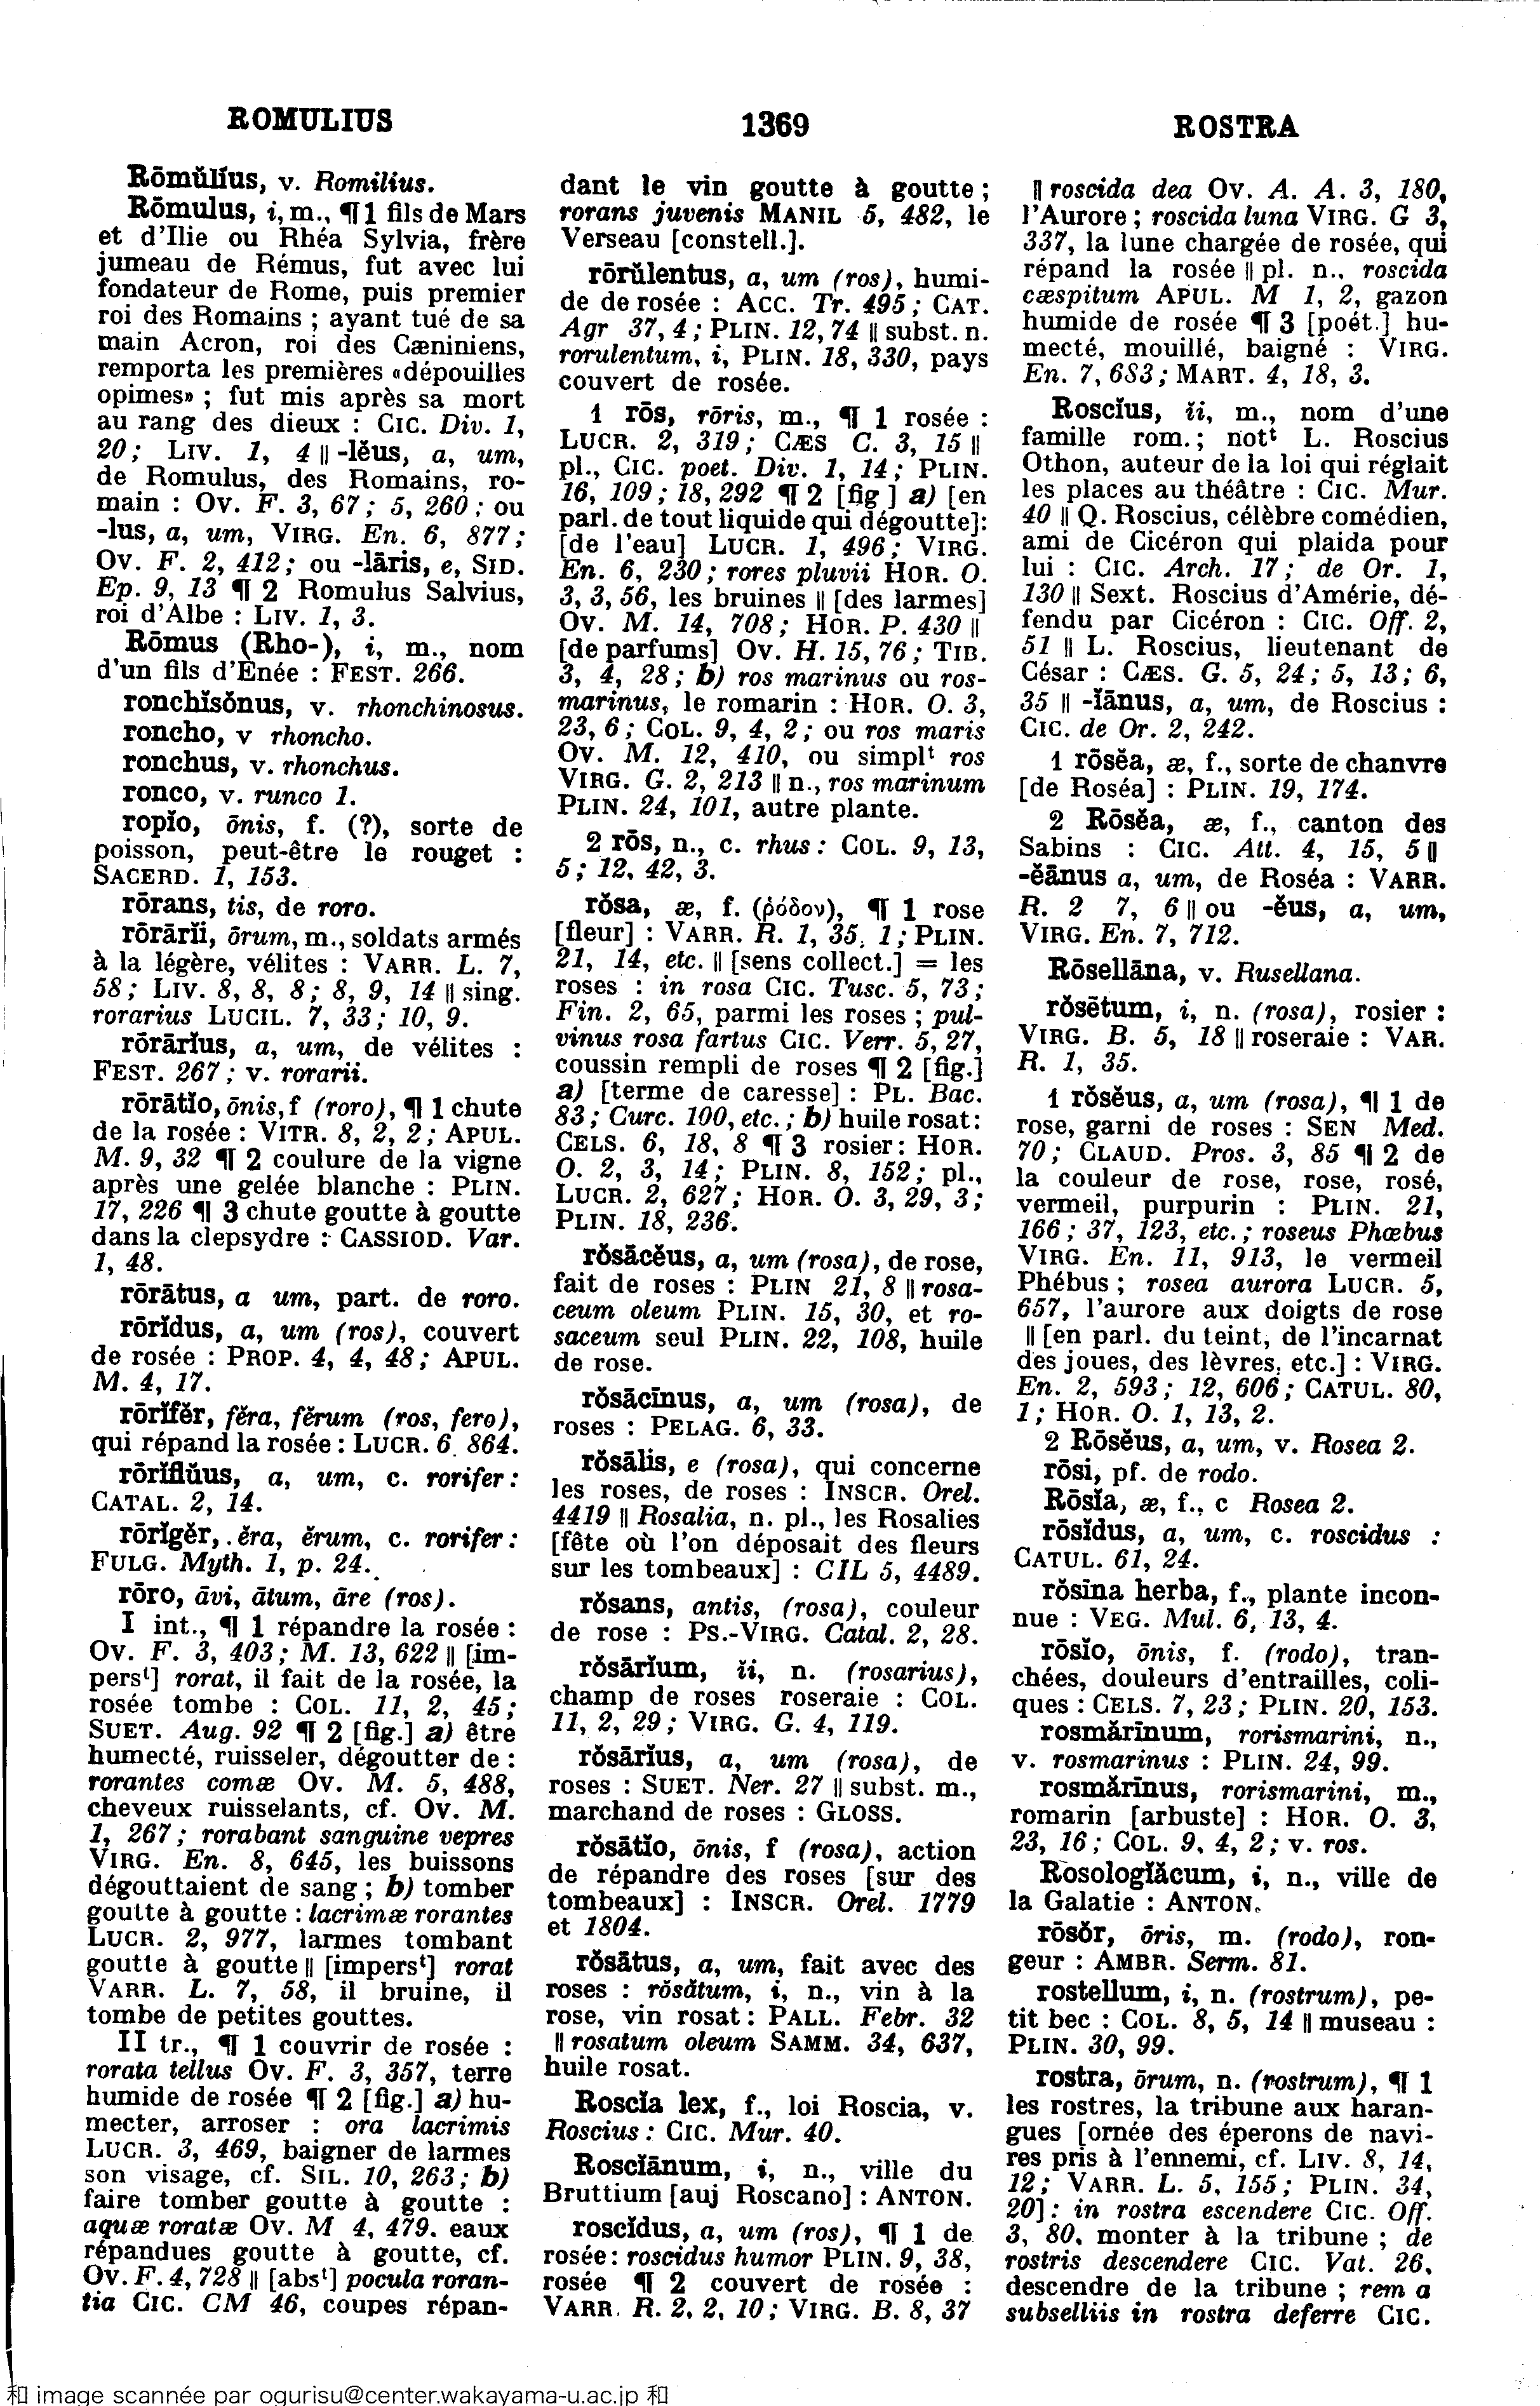 ROMULIUS
1369
ROSTRA
Rōmŭlĭus, v. Romilius.
Rōmulus, i, m., ¶ 1 fils de Mars
et d'Ilie ou Rhéa Sylvia, frère
jumeau de Rémus, fut avec lui
fondateur de Rome, puis premier
roi des Romains ; ayant tué de sa
main Acron, roi des Cæniniens,
remporta les premières «dépouilles
opimes» ; fut mis après sa mort
au rang des dieux : CIC. Div. 1,
20 ; LIV. 1, 4 || -lĕus, a, um,
de Romulus, des Romains, ro-
main : OV. F. 3, 67 ; 5, 260 ; ou
-lus, a, um, VIRG. En. 6, 877 ;
OV. F. 2, 412 ; ou -lāris, e, SID.
Ep. 9, 13 ¶ 2 Romulus Salvius,
roi d'Albe : LIV. 1, 3.
Rōmus (Rho-), i, m., nom
d'un fils d'Enée : FEST. 266.
ronchĭsŏnus, v. rhonchinosus.
roncho, v rhoncho.
ronchus, v. rhonchus.
ronco, v. runco 1.
ropĭo, ōnis, f. (?), sorte de
poisson, peut-être le rouget :
SACERD. 1, 153.
rōrans, tis, de roro.
rōrārĭi, ōrum, m., soldats armés
à la légère, vélites : VARR. L. 7,
58 ; LIV. 8, 8, 8 ; 8, 9, 14 || sing.
rorarius LUCIL. 7, 33 ; 10, 9.
rōrārĭus, a, um, de vélites :
FEST. 267 ; v. rorarii.
rōrātĭo, ōnis, f (roro), ¶ 1 chute
de la rosée : VITR. 8, 2, 2 ; APUL.
M. 9, 32 ¶ 2 coulure de la vigne
après une gelée blanche : PLIN.
17, 226 ¶ 3 chute goutte à goutte
dans la clepsydre : CASSIOD. Var.
1, 48.
rōrātus, a um, part. de roro.
rōrĭdus, a, um (ros), couvert
de rosée : PROP. 4, 4, 48 ; APUL.
M. 4, 17.
rōrĭfĕr, fĕra, fĕrum (ros, fero),
qui répand la rosée : LUCR. 6. 864.
rōrĭflŭus, a, um, c. rorifer :
CATAL. 2, 14.
rōrĭgĕr, ĕra, ĕrum, c. rorifer :
FULG. Myth. 1, p. 24.
rōro, āvi, ātum, āre (ros).
I int., ¶ 1 répandre la rosée :
OV. F. 3, 403 ; M. 13, 622 || [im-
persᵗ] rorat, il fait de la rosée, la
rosée tombe : COL. 11, 2, 45 ;
SUET. Aug. 92 ¶ 2 [fig.] a) être
humecté, ruisseler, dégoutter de :
rorantes comæ OV. M. 5, 488,
cheveux ruisselants, cf. OV. M.
1, 267 ; rorabant sanguine vepres
VIRG. En. 8, 645, les buissons
dégouttaient de sang ; b) tomber
goutte à goutte : lacrimæ rorantes
LUCR. 2, 977, larmes tombant
goutte à goutte || [impersᵗ] rorat
VARR. L. 7, 58, il bruine, il
tombe de petites gouttes.
II tr., ¶ 1 couvrir de rosée :
rorata tellus OV. F. 3, 357, terre
humide de rosée ¶ 2 [fig.] a) hu-
mecter, arroser : ora lacrimis
LUCR. 3, 469, baigner de larmes
son visage, cf. SIL. 10, 263 ; b)
faire tomber goutte à goutte :
aquæ roratæ OV. M 4, 479. eaux
répandues goutte à goutte, cf.
OV. F. 4, 728 || [absᵗ] pocula roran-
tia CIC. CM 46, coupes répan-
dant le vin goutte à goutte ;
rorans juvenis MANIL 5, 482, le
Verseau [constell.].
rōrŭlentus, a, um (ros), humi-
de de rosée : ACC. Tr. 495 ; CAT.
Agr 37, 4 ; PLIN. 12, 74 || subst. n.
rorulentum, i, PLIN. 18, 330, pays
couvert de rosée.
1 rōs, rōris, m., ¶ 1 rosée :
LUCR. 2, 319 ; CÆS C. 3, 15 ||
pl., CIC. poet. Div. 1, 14 ; PLIN.
16, 109 ; 18, 292 ¶ 2 [fig ] a) [en
parl. de tout liquide qui dégoutte]:
[de l'eau] LUCR. 1, 496 ; VIRG.
En. 6, 230 ; rores pluvii HOR. O.
3, 3, 56, les bruines || [des larmes]
OV. M. 14, 708 ; HOR. P. 430 ||
[de parfums] OV. H. 15, 76 ; TIB.
3, 4, 28 ; b) ros marinus ou ros-
marinus, le romarin : HOR. O. 3,
23, 6 ; COL. 9, 4, 2 ; ou ros maris
OV. M. 12, 410, ou simplᵗ ros
VIRG. G. 2, 213 || n., ros marinum
PLIN. 24, 101, autre plante.
2 rōs, n., c. rhus : COL. 9, 13,
5 ; 12, 42, 3.
rŏsa, æ, f. (ῥόδον), ¶ 1 rose
[fleur] : VARR. R. 1, 35, 1 ; PLIN.
21, 14, etc. || [sens collect.] = les
roses : in rosa CIC. Tusc. 5, 73 ;
Fin. 2, 65, parmi les roses ; pul-
vinus rosa fartus CIC. Verr. 5, 27,
coussin rempli de roses ¶ 2 [fig.]
a) [terme de caresse] : PL. Bac.
83 ; Curc. 100, etc. ; b) huile rosat :
CELS. 6, 18, 8 ¶ 3 rosier : HOR.
O. 2, 3, 14 ; PLIN. 8, 152 ; pl.,
LUCR. 2, 627 ; HOR. O. 3, 29, 3 ;
PLIN. 18, 236.
rŏsācĕus, a, um (rosa), de rose,
fait de roses : PLIN 21, 8 || rosa-
ceum oleum PLIN. 15, 30, et ro-
saceum seul PLIN. 22, 108, huile
de rose.
rŏsācĭnus, a, um (rosa), de
roses : PELAG. 6, 33.
rŏsālis, e (rosa), qui concerne
les roses, de roses : INSCR. Orel.
4419 || Rosalia, n. pl., les Rosalies
[fête où l'on déposait des fleurs
sur les tombeaux] : CIL 5, 4489.
rŏsans, antis, (rosa), couleur
de rose : PS.-VIRG. Catal. 2, 28.
rŏsārĭum, ĭi, n. (rosarius),
champ de roses roseraie : COL.
11, 2, 29 ; VIRG. G. 4, 119.
rŏsārĭus, a, um (rosa), de
roses : SUET. Ner. 27 || subst. m.,
marchand de roses : GLOSS.
rŏsātĭo, ōnis, f (rosa), action
de répandre des roses [sur des
tombeaux] : INSCR. Orel. 1779
et 1804.
rŏsātus, a, um, fait avec des
roses : rŏsātum, i, n., vin à la
rose, vin rosat : PALL. Febr. 32
|| rosatum oleum SAMM. 34, 637,
huile rosat.
Roscĭa lex, f., loi Roscia, v.
Roscius : CIC. Mur. 40.
Roscĭānum, i, n., ville du
Bruttium [auj Roscano] : ANTON.
roscĭdus, a, um (ros), ¶ 1 de
rosée : roscidus humor PLIN. 9, 38,
rosée ¶ 2 couvert de rosée :
VARR. R. 2, 2, 10 ; VIRG. B. 8, 37
|| roscida dea OV. A. A. 3, 180,
l'Aurore ; roscida luna VIRG. G 3,
337, la lune chargée de rosée, qui
répand la rosée || pl. n., roscida
cæspitum APUL. M 1, 2, gazon
humide de rosée ¶ 3 [poét.] hu-
mecté, mouillé, baigné : VIRG.
En. 7, 683 ; MART. 4, 18, 3.
Roscĭus, ĭi, m., nom d'une
famille rom. ; notᵗ L. Roscius
Othon, auteur de la loi qui réglait
les places au théâtre : CIC. Mur.
40 || Q. Roscius, célèbre comédien,
ami de Cicéron qui plaida pour
lui : CIC. Arch. 17 ; de Or. 1,
130 || Sext. Roscius d'Amérie, dé-
fendu par Cicéron : CIC. Off. 2,
51 || L. Roscius, lieutenant de
César : CÆS. G. 5, 24 ; 5, 13 ; 6,
35 || -ĭānus, a, um, de Roscius :
CIC. de Or. 2, 242.
1 rōsĕa, æ, f., sorte de chanvre
[de Roséa] : PLIN. 19, 174.
2 Rōsĕa, æ, f., canton des
Sabins : CIC. Att. 4, 15, 5 ||
-ĕānus a, um, de Roséa : VARR.
R. 2 7, 6 || ou -ĕus, a, um,
VIRG. En. 7, 712.
Rōsellāna, v. Rusellana.
rŏsētum, i, n. (rosa), rosier :
VIRG. B. 5, 18 || roseraie : VAR.
R. 1, 35.
1 rŏsĕus, a, um (rosa), ¶ 1 de
rose, garni de roses : SEN Med.
70 ; CLAUD. Pros. 3, 85 ¶ 2 de
la couleur de rose, rose, rosé,
vermeil, purpurin : PLIN. 21,
166 ; 37, 123, etc. ; roseus Phœbus
VIRG. En. 11, 913, le vermeil
Phébus ; rosea aurora LUCR. 5,
657, l'aurore aux doigts de rose
|| [en parl. du teint, de l'incarnat
des joues, des lèvres, etc.] : VIRG.
En. 2, 593 ; 12, 606 ; CATUL. 80,
1 ; HOR. O. 1, 13, 2.
2 Rōsĕus, a, um, v. Rosea 2.
rōsi, pf. de rodo.
Rōsĭa, æ, f., c Rosea 2.
rōsĭdus, a, um, c. roscidus :
CATUL. 61, 24.
rŏsīna herba, f., plante incon-
nue : VEG. Mul. 6, 13, 4.
rōsĭo, ōnis, f. (rodo), tran-
chées, douleurs d'entrailles, coli-
ques : CELS. 7, 23 ; PLIN. 20, 153.
rosmărīnum, rorismarini, n.,
v. rosmarinus : PLIN. 24, 99.
rosmărīnus, rorismarini, m.,
romarin [arbuste] : HOR. O. 3,
23, 16 ; COL. 9, 4, 2 ; v. ros.
Rosologĭăcum, i, n., ville de
la Galatie : ANTON.
rōsŏr, ōris, m. (rodo), ron-
geur : AMBR. Serm. 81.
rostellum, i, n. (rostrum), pe-
tit bec : COL. 8, 5, 14 || museau :
PLIN. 30, 99.
rostra, ōrum, n. (rostrum), ¶ 1
les rostres, la tribune aux haran-
gues [ornée des éperons de navi-
res pris à l'ennemi, cf. LIV. 8, 14,
12 ; VARR. L. 5, 155 ; PLIN. 34,
20] : in rostra escendere CIC. Off.
3, 80, monter à la tribune ; de
rostris descendere CIC. Vat. 26,
descendre de la tribune ; rem a
subselliis in rostra deferre CIC.
和 image scannée par ogurisu@center.wakayama-u.ac.jp 和